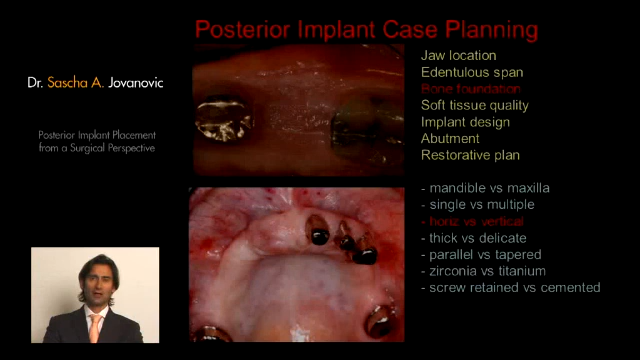 Posterior Implant Case Planning
Dr. Sascha A. Jovanovic
Posterior Implant Placement
from a Surgical Perspective
Jaw location
Edentulous span
Bone foundation
Soft tissue quality
Implant design
Abutment
Restorative plan
- mandible vs maxilla
- single vs multiple
- horiz vs vertical
- thick vs delicate
- parallel vs tapered
- zirconia vs titanium
- screw retained vs cemented